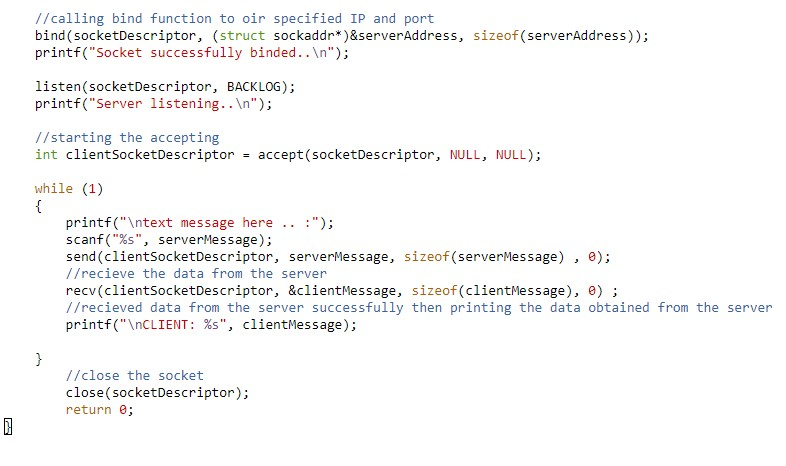 //calling bind function to oir specified IP and port
bind(socketDescriptor, (struct sockaddr*)&serverAddress, sizeof(serverAddress));
printf("Socket successfully binded..\n");
listen(socketDescriptor, BACKLOG);
printf("Server listening..\n");
//starting the accepting
int clientSocketDescriptor = accept(socketDescriptor, NULL, NULL);
while (1)
{
printf("\ntext message here .. :");
scanf("%s", serverMessage);
send(clientSocketDescriptor, serverMessage, sizeof(serverMessage) , 0);
//recieve the data from the server
recv(clientSocketDescriptor, &clientMessage, sizeof(clientMessage), 0) ;
//recieved data from the server successfully then printing the data obtained from the server
printf("\nCLIENT: %s", clientMessage);
}
//close the socket
close(socketDescriptor);
return 0;
}